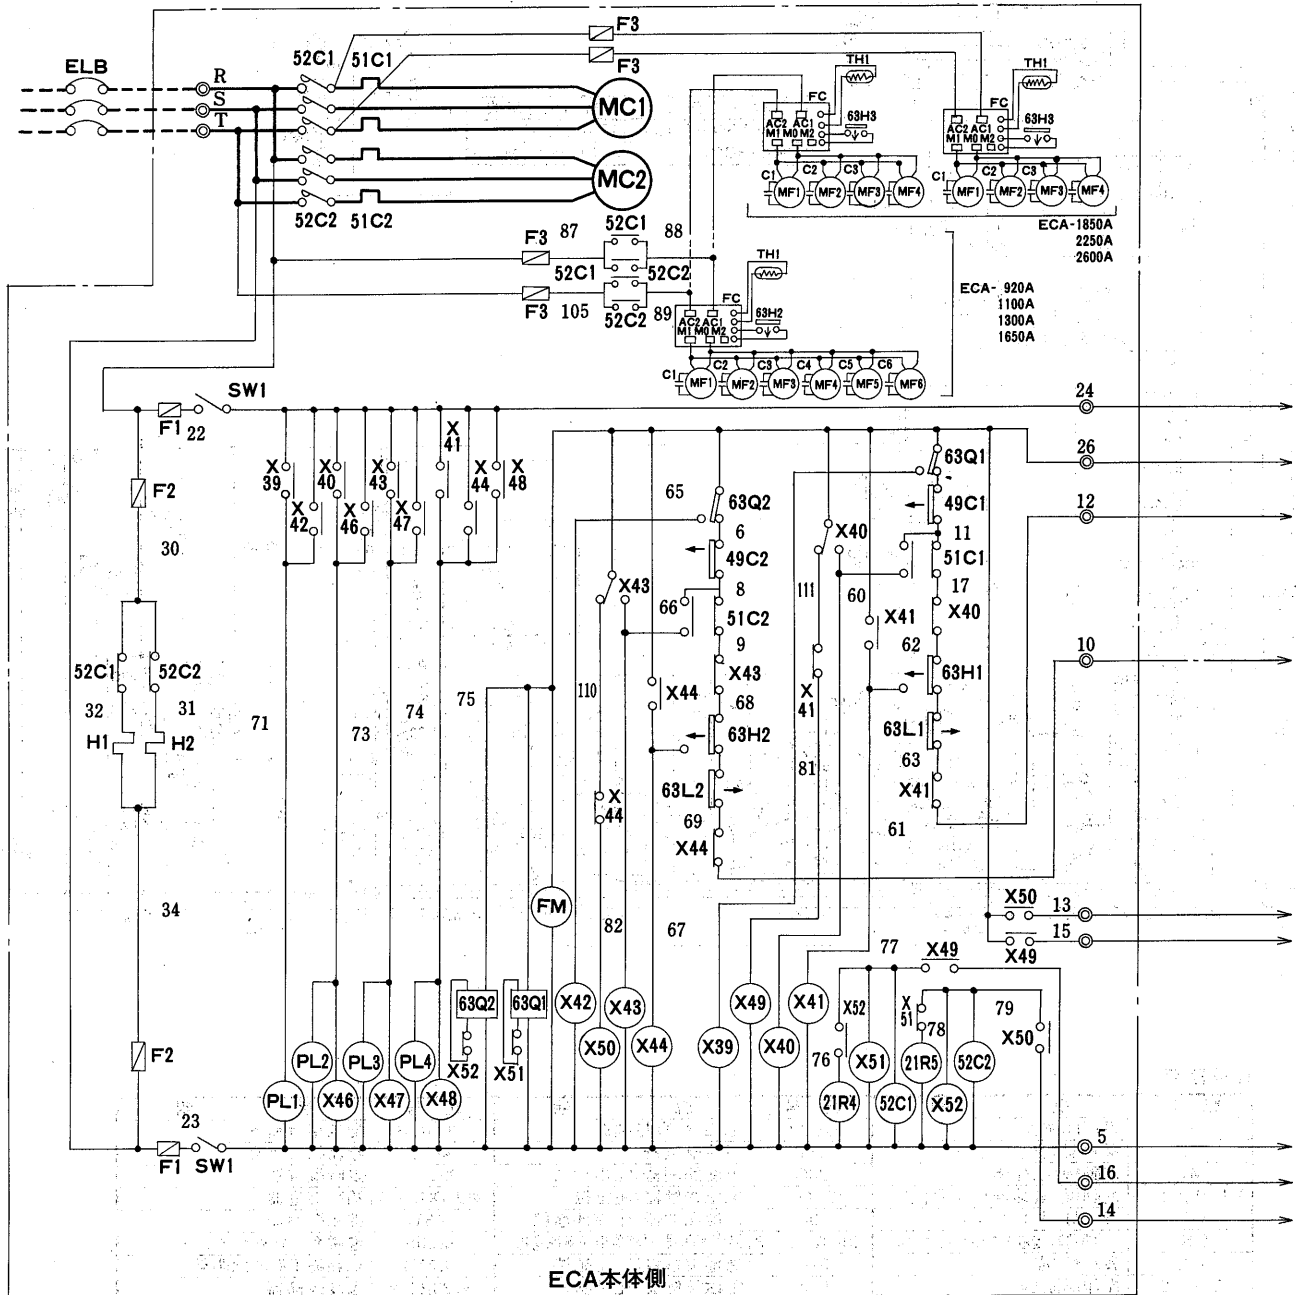 F3
52C1 51C1
F3
ELB
R
S
T
MC1
MC2
52C2 51C2
TH1
FC
63H3
AC2 AC1
M1 M0 M2
C1 C2 C3
MF1 MF2 MF3 MF4
TH1
FC
63H3
AC2 AC1
M1 M0 M2
C1 C2 C3
MF1 MF2 MF3 MF4
ECA-1850A
2250A
2600A
52C1
F3 87 88
52C1 52C2
F3 105 52C2 89
TH1
FC
63H2
AC2 AC1
M1 M0 M2
C1 C2 C3 C4 C5 C6
MF1 MF2 MF3 MF4 MF5 MF6
ECA- 920A
1100A
1300A
1650A
SW1
F1 22
24
26
12
10
F2
30
52C1 52C2
32 31
H1 H2
34
F2
23
F1 SW1
X39
X42
X40
X46
X43
X47
X41
X44
X48
71
73
74
75
110
X43
X44
82
66
65
63Q2
6
49C2
8
51C2
9
X43
68
63H2
63L2
69
X44
X44
67
111
X40
X41
81
60
X41
62
63Q1
49C1
11
51C1
17
X40
63H1
63L1
63
X41
61
FM
X50 13
15
X49
77
X49
PL1
PL2
X46
PL3
X47
PL4
X48
63Q2
X52
63Q1
X51
X42
X50
X43
X44
X39
X49
X40
X41
X52
76
21R4
X51
52C1
X51
78
21R5
X52
52C2
79
X50
5
16
14
ECA本体側